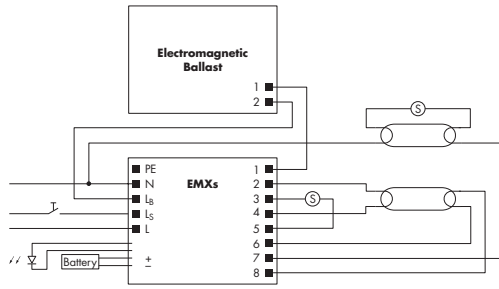 Electromagnetic
Ballast
1
2
S
PE
N
LB
LS
L
+
–
EMXs
1
2
3
4
5
6
7
8
S
Battery